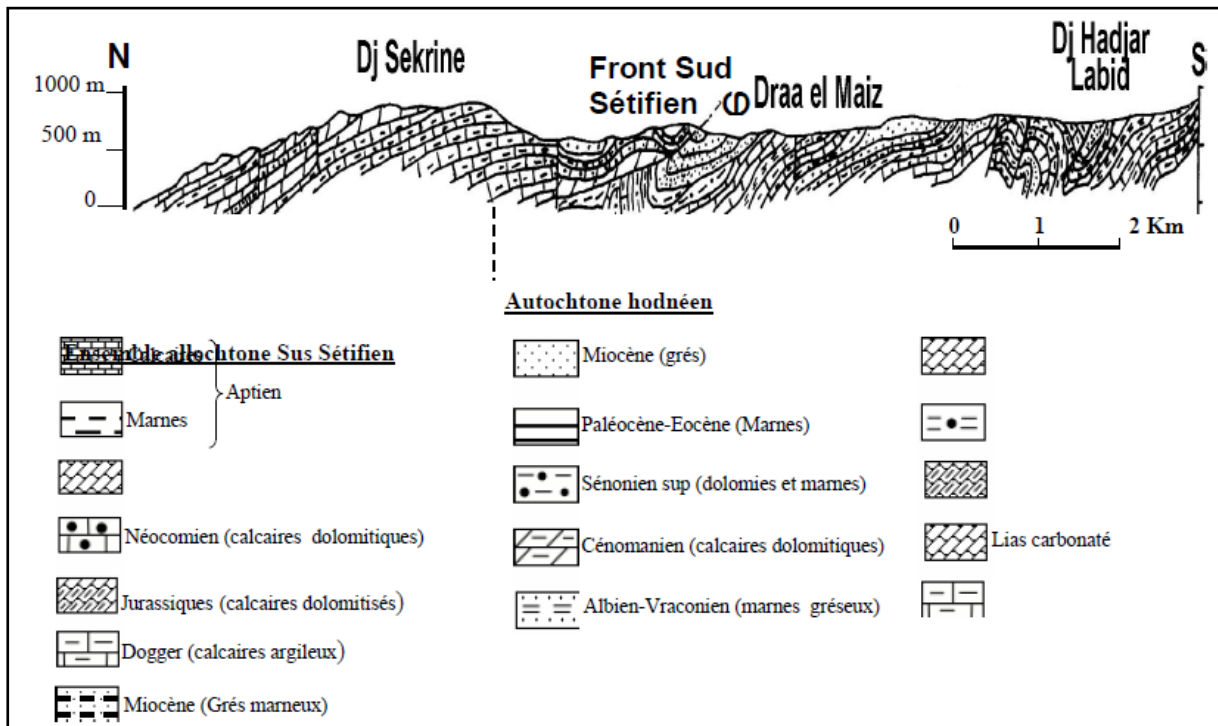 N
Dj Sekrine
Front Sud
Sétifien φ
Draa el Maiz
Dj Hadjar
Labid
S
1000 m
500 m
0
0 1 2 Km
Autochtone hodnéen
Ensemble allochtone Sus Sétifien
Calcaires
Aptien
Marnes
Néocomien (calcaires dolomitiques)
Jurassiques (calcaires dolomitisés)
Dogger (calcaires argileux)
Miocène (Grés marneux)
Miocène (grés)
Paléocène-Eocène (Marnes)
Sénonien sup (dolomies et marnes)
Cénomanien (calcaires dolomitiques)
Albien-Vraconien (marnes gréseux)
Lias carbonaté